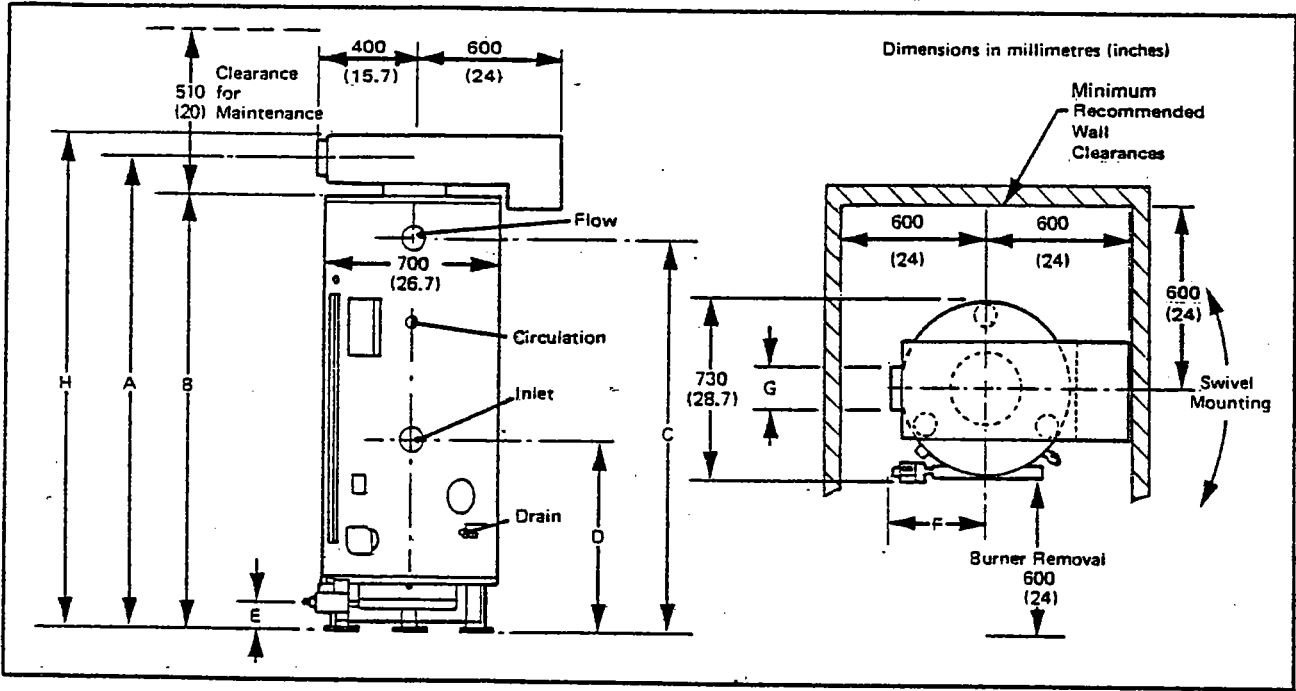 400
(15.7)
600
(24)
Dimensions in millimetres (inches)
510
(20)
Clearance
for
Maintenance
Minimum
Recommended
Wall
Clearances
Flow
700
(26.7)
Circulation
Inlet
Drain
H
A
B
C
D
E
600
(24)
600
(24)
600
(24)
730
(28.7)
G
Swivel
Mounting
F
Burner Removal
600
(24)